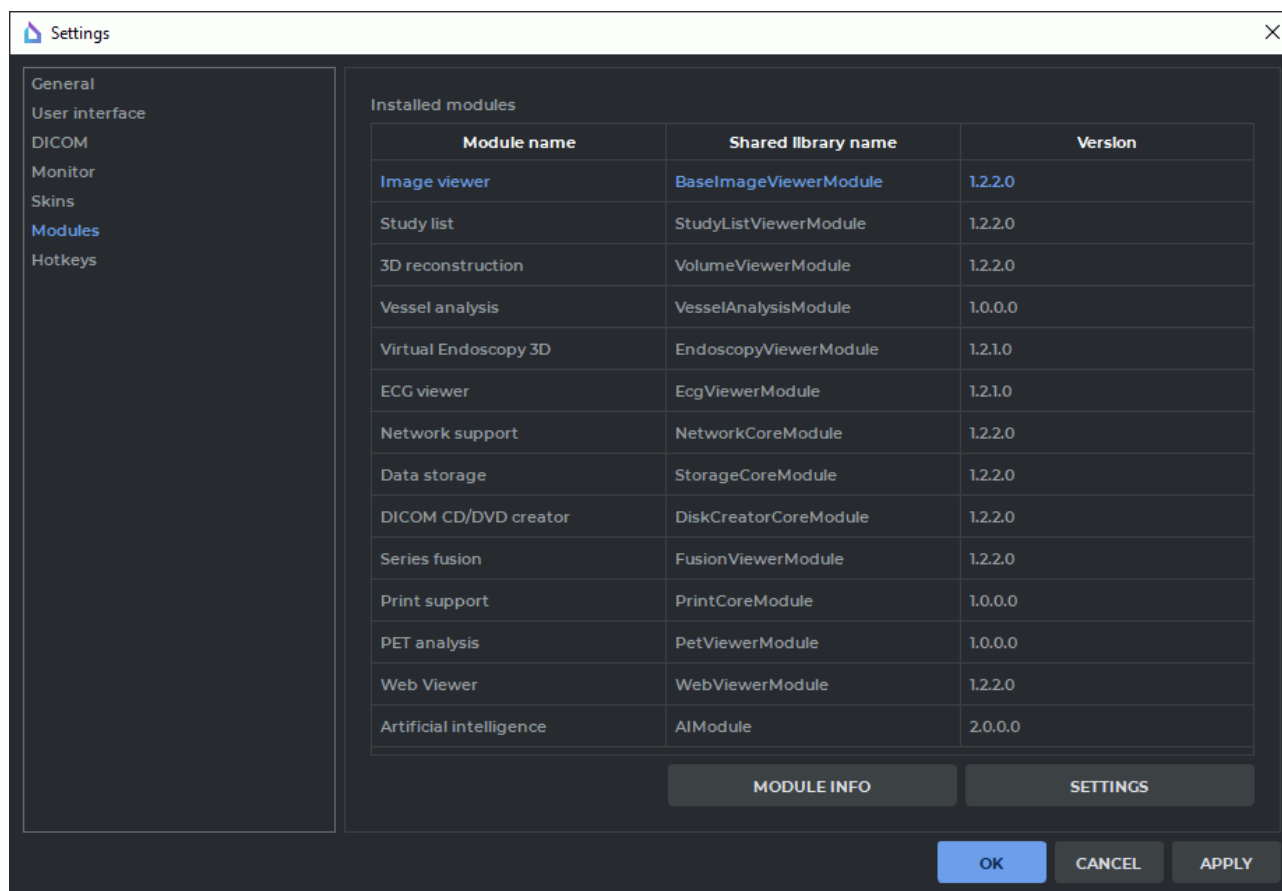 Settings
General
User interface
DICOM
Monitor
Skins
Modules
Hotkeys
Installed modules
Module name Shared library name Version
Image viewer BaseImageViewerModule 1.2.2.0
Study list StudyListViewerModule 1.2.2.0
3D reconstruction VolumeViewerModule 1.2.2.0
Vessel analysis VesselAnalysisModule 1.0.0.0
Virtual Endoscopy 3D EndoscopyViewerModule 1.2.1.0
ECG viewer EcgViewerModule 1.2.1.0
Network support NetworkCoreModule 1.2.2.0
Data storage StorageCoreModule 1.2.2.0
DICOM CD/DVD creator DiskCreatorCoreModule 1.2.2.0
Series fusion FusionViewerModule 1.2.2.0
Print support PrintCoreModule 1.0.0.0
PET analysis PetViewerModule 1.0.0.0
Web Viewer WebViewerModule 1.2.2.0
Artificial intelligence AIModule 2.0.0.0
MODULE INFO SETTINGS
OK CANCEL APPLY